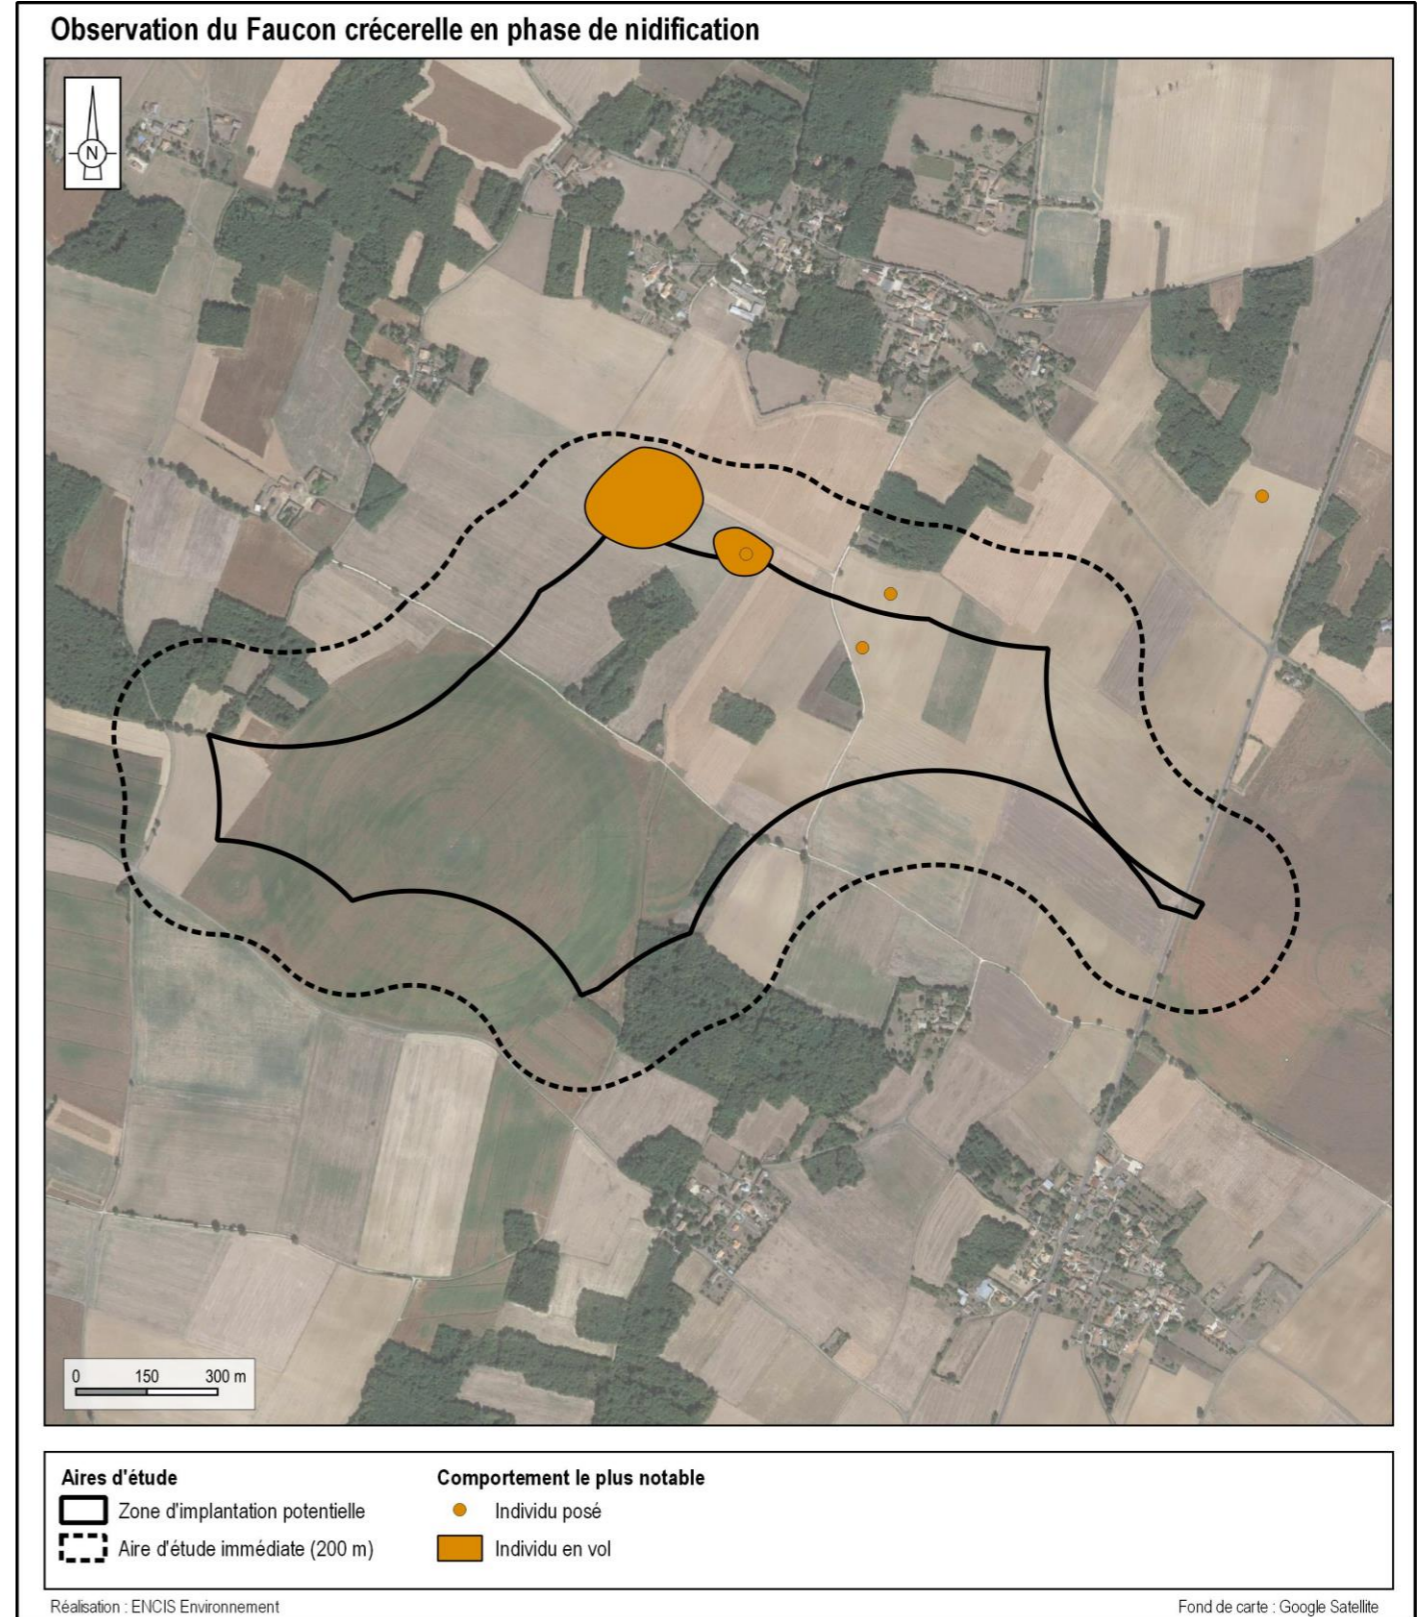 Observation du Faucon crécerelle en phase de nidification
N
0 150 300 m
Aires d'étude
Zone d'implantation potentielle
Aire d'étude immédiate (200 m)
Comportement le plus notable
Individu posé
Individu en vol
Réalisation : ENCIS Environnement
Fond de carte : Google Satellite